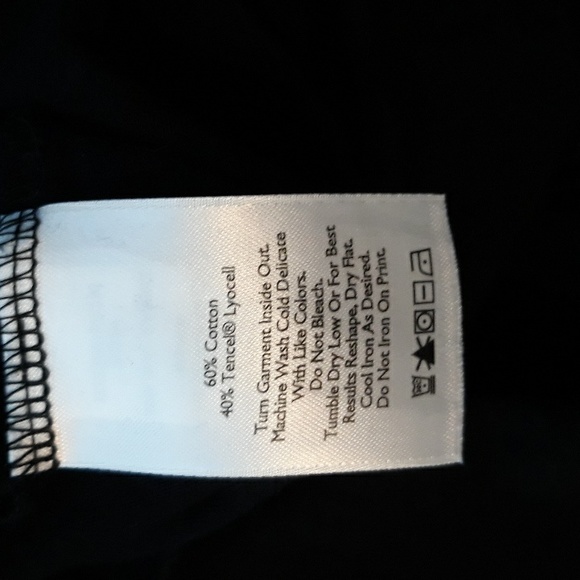 60% Cotton
40% Tencel® Lyocell
Turn Garment Inside Out.
Machine Wash Cold Delicate
With Like Colors.
Do Not Bleach.
Tumble Dry Low Or For Best
Results Reshape, Dry Flat.
Cool Iron As Desired.
Do Not Iron On Print.